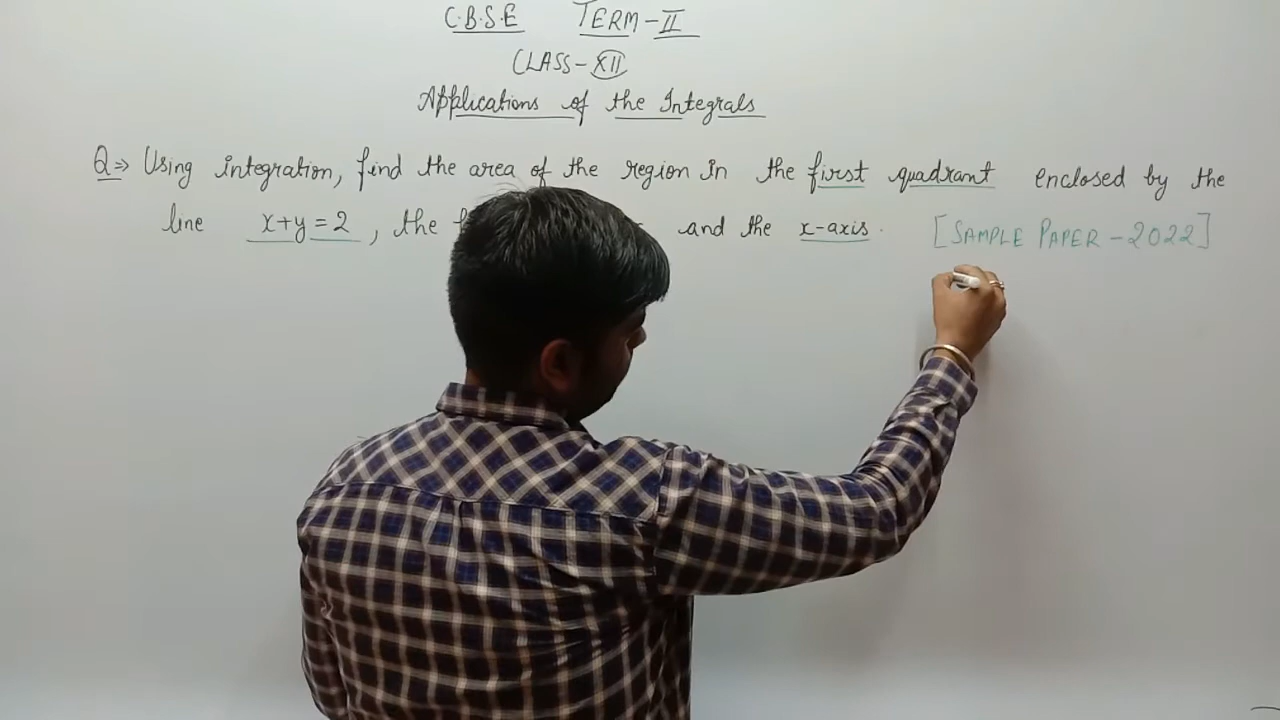 C.B.S.E TERM-II
CLASS-XII
Applications of the Integrals
Q⇒ Using integration, find the area of the region in the first quadrant enclosed by the
line x+y=2, the and the x-axis. [SAMPLE PAPER-2022]